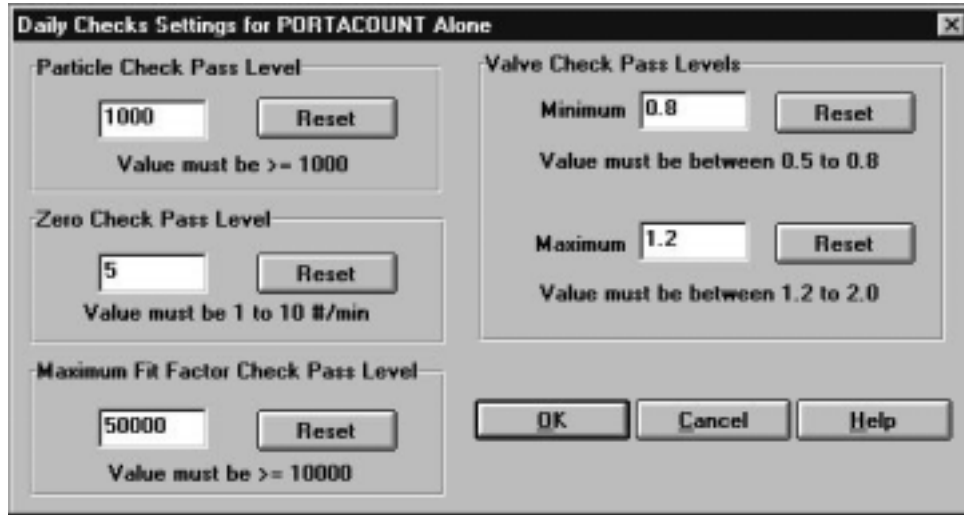 Daily Checks Settings for PORTACOUNT Alone
Particle Check Pass Level
1000 Reset
Value must be >= 1000
Zero Check Pass Level
5 Reset
Value must be 1 to 10 #/min
Maximum Fit Factor Check Pass Level
50000 Reset
Value must be >= 10000
Valve Check Pass Levels
Minimum 0.8 Reset
Value must be between 0.5 to 0.8
Maximum 1.2 Reset
Value must be between 1.2 to 2.0
OK Cancel Help